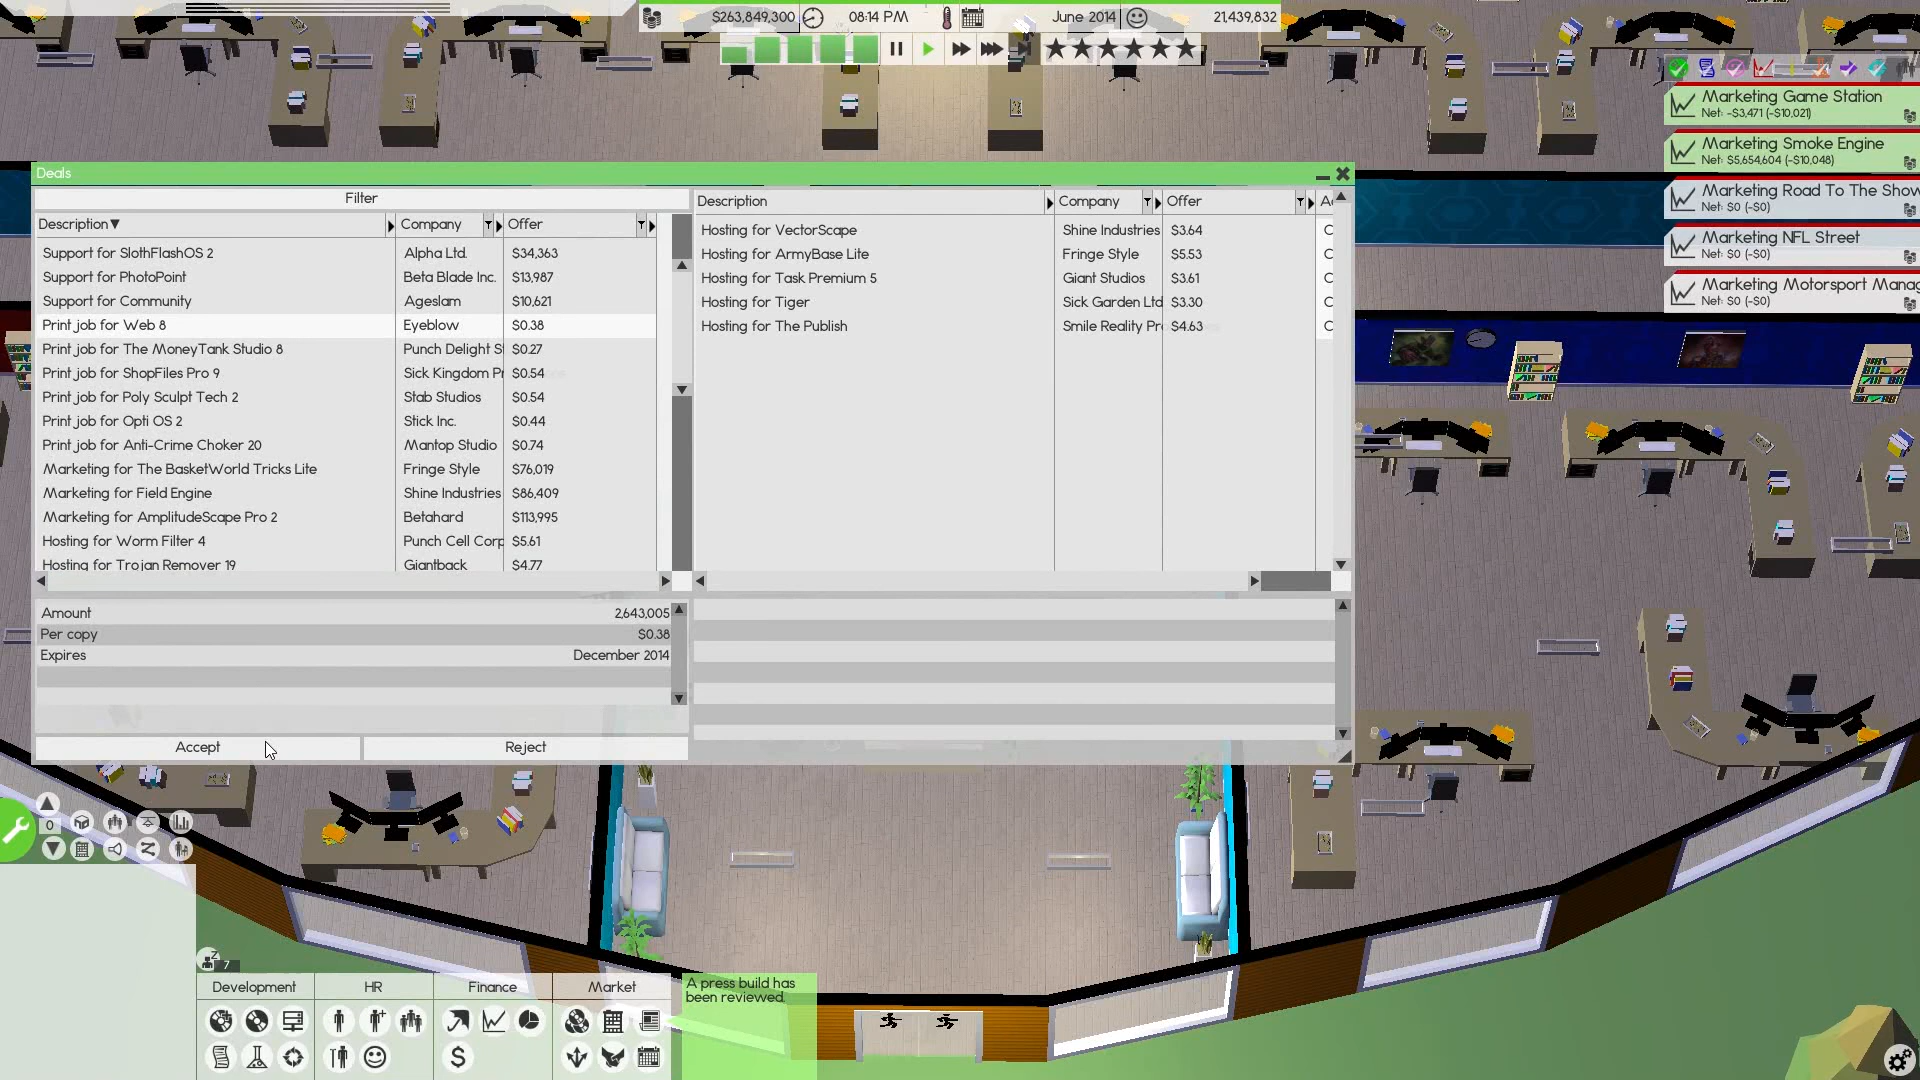 $263,849,300 08:14 PM June 2014 21,439,832
Marketing Game Station
Net: -$3,471 (-$10,021)
Marketing Smoke Engine
Net: $5,654,604 (-$10,048)
Marketing Road To The Show
Net: $0 (-$0)
Marketing NFL Street
Net: $0 (-$0)
Marketing Motorsport Manag
Net: $0 (-$0)
Deals
Filter
Description▼ Company Offer
Support for SlothFlashOS 2 Alpha Ltd. $34,363
Support for PhotoPoint Beta Blade Inc. $13,987
Support for Community Ageslam $10,621
Print job for Web 8 Eyeblow $0.38
Print job for The MoneyTank Studio 8 Punch Delight S $0.27
Print job for ShopFiles Pro 9 Sick Kingdom Pr $0.54
Print job for Poly Sculpt Tech 2 Stab Studios $0.54
Print job for Opti OS 2 Stick Inc. $0.44
Print job for Anti-Crime Choker 20 Mantop Studio $0.74
Marketing for The BasketWorld Tricks Lite Fringe Style $76,019
Marketing for Field Engine Shine Industries $86,409
Marketing for AmplitudeScape Pro 2 Betahard $113,995
Hosting for Worm Filter 4 Punch Cell Corp $5.61
Hosting for Trojan Remover 19 Giantback $4.77
Description Company Offer A
Hosting for VectorScape Shine Industries $3.64 C
Hosting for ArmyBase Lite Fringe Style $5.53 C
Hosting for Task Premium 5 Giant Studios $3.61 C
Hosting for Tiger Sick Garden Ltd $3.30 C
Hosting for The Publish Smile Reality Pr $4.63 C
Amount 2,643,005
Per copy $0.38
Expires December 2014
Accept Reject
0
7
Development HR Finance Market
A press build has
been reviewed.